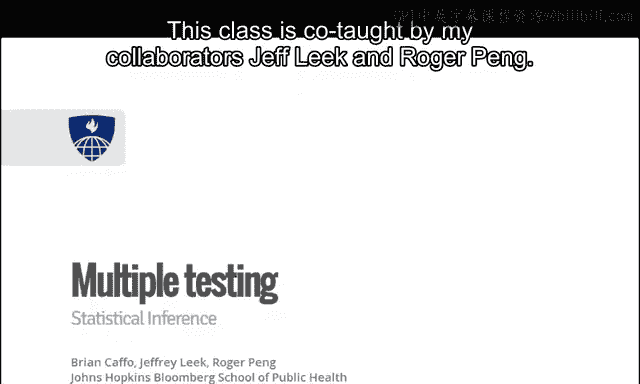 This class is co-taught by my
collaborators Jeff Leek and Roger Peng.
Multiple testing
Statistical Inference
Brian Caffo, Jeffrey Leek, Roger Peng
Johns Hopkins Bloomberg School of Public Health